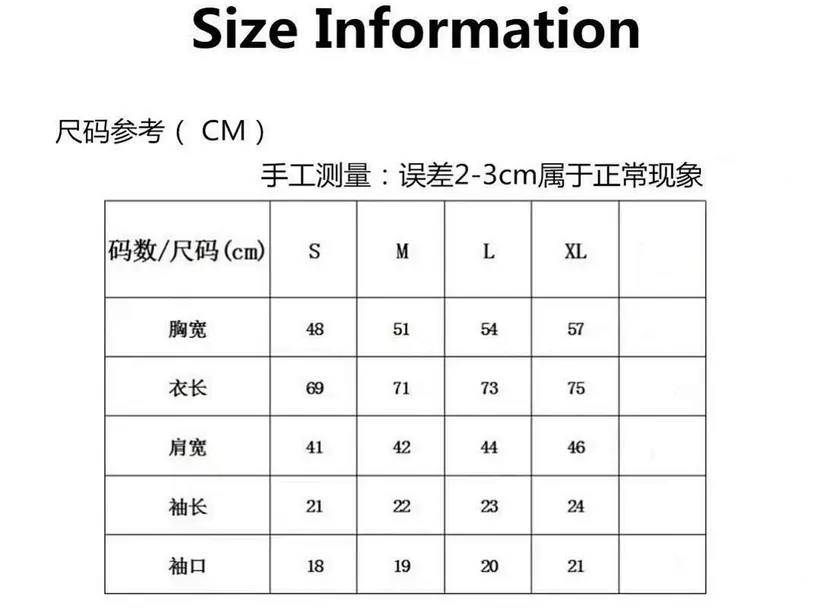 Size Information
尺码参考（ CM ）
手工测量：误差2-3cm属于正常现象
码数/尺码(cm) S M L XL
胸宽 48 51 54 57
衣长 69 71 73 75
肩宽 41 42 44 46
袖长 21 22 23 24
袖口 18 19 20 21